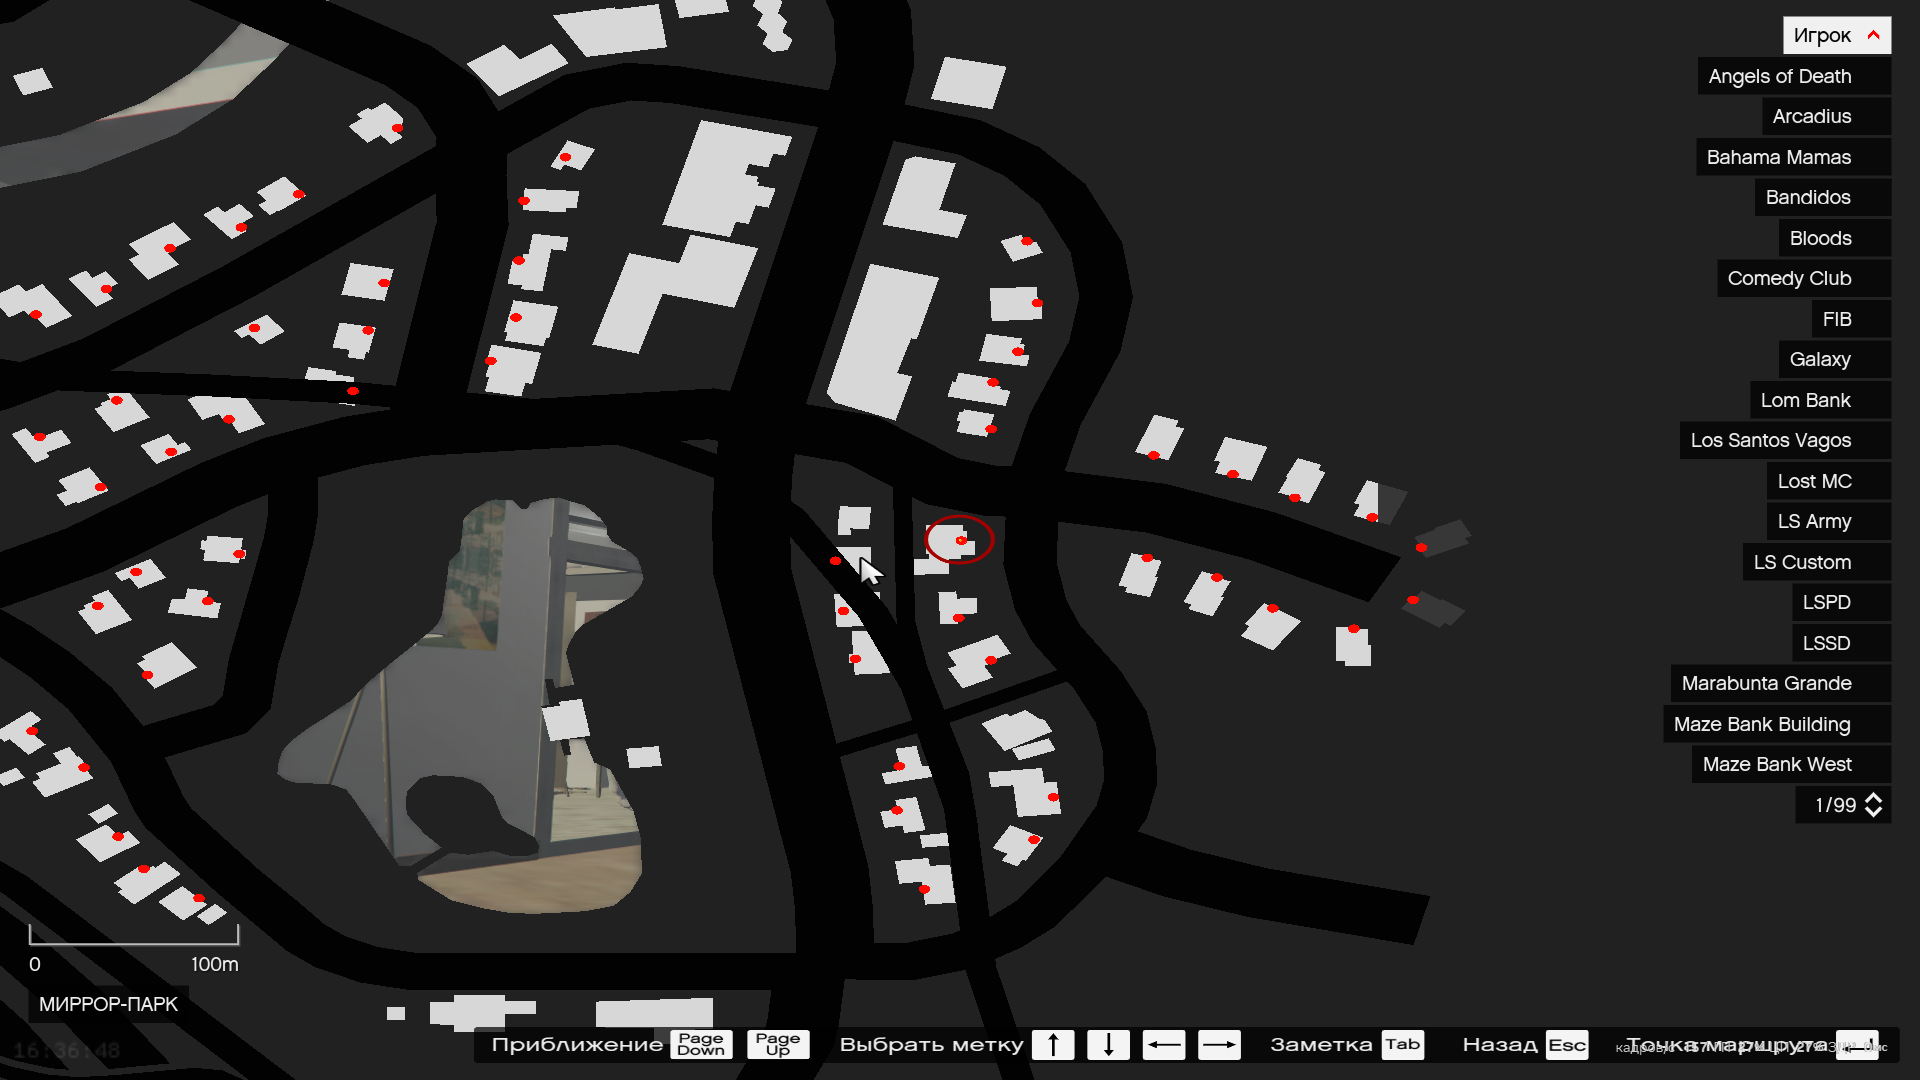 Игрок
Angels of Death
Arcadius
Bahama Mamas
Bandidos
Bloods
Comedy Club
FIB
Galaxy
Lom Bank
Los Santos Vagos
Lost MC
LS Army
LS Custom
LSPD
LSSD
Marabunta Grande
Maze Bank Building
Maze Bank West
1/99
0 100m
МИРРОР-ПАРК
16:36:48
Приближение Page Down Page Up Выбрать метку ↑ ↓ ← → Заметка Tab Назад Esc Точка маршрута